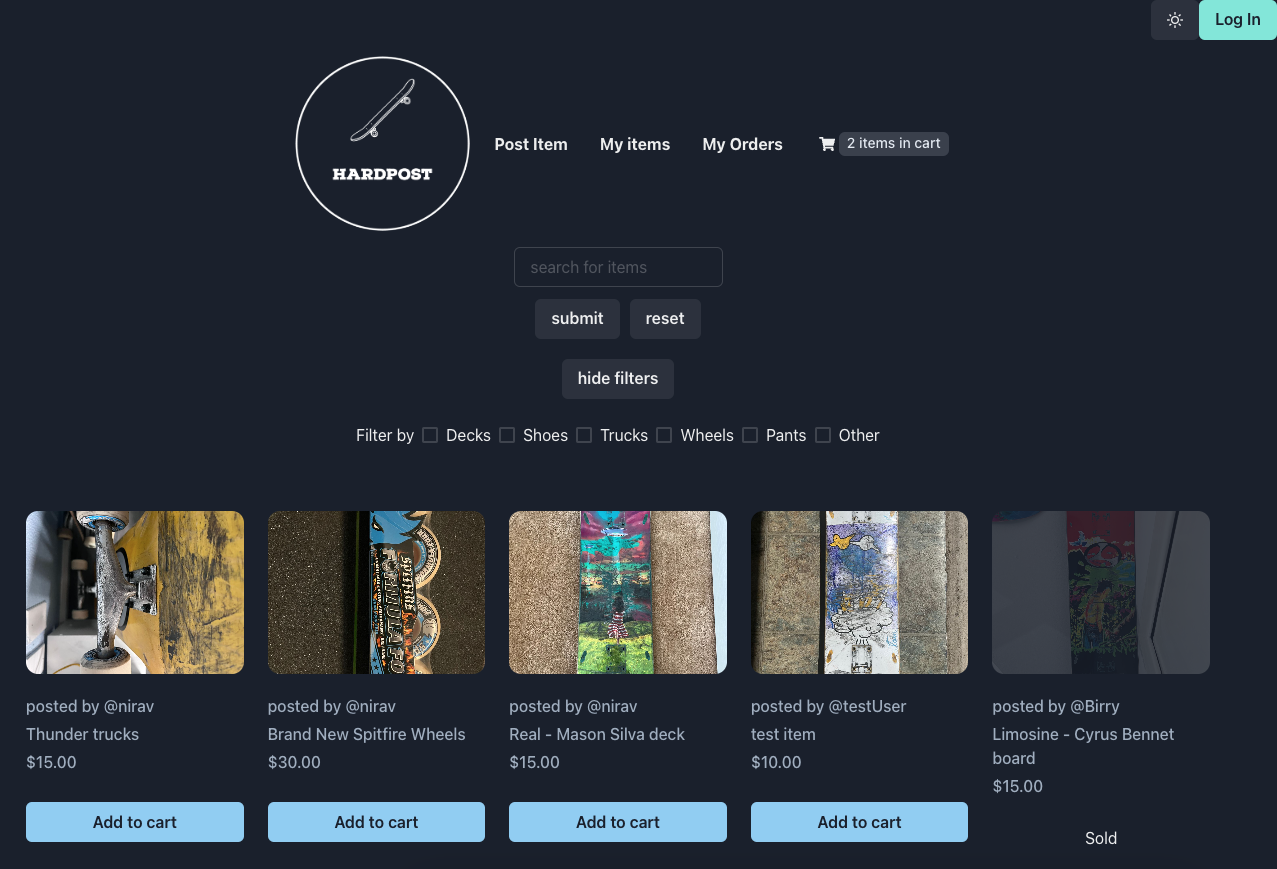 Log In
HARDPOST
Post Item My items My Orders 2 items in cart
search for items
submit reset
hide filters
Filter by Decks Shoes Trucks Wheels Pants Other
SPITFIRE
posted by @nirav
Thunder trucks
$15.00
Add to cart
posted by @nirav
Brand New Spitfire Wheels
$30.00
Add to cart
posted by @nirav
Real - Mason Silva deck
$15.00
Add to cart
posted by @testUser
test item
$10.00
Add to cart
posted by @Birry
Limosine - Cyrus Bennet
board
$15.00
Sold